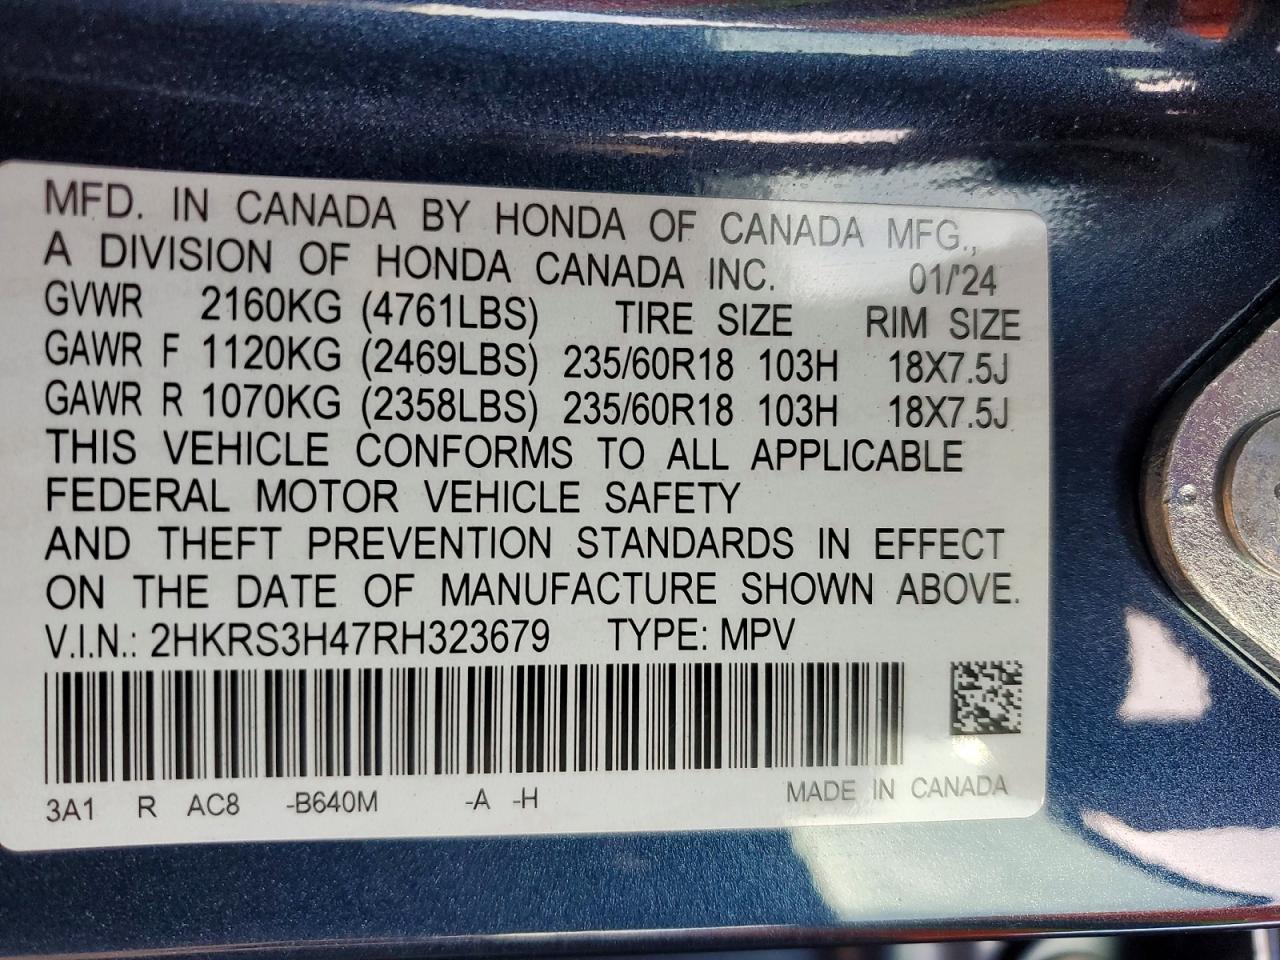 MFD. IN CANADA BY HONDA OF CANADA MFG.,
A DIVISION OF HONDA CANADA INC. 01/'24
GVWR 2160KG (4761LBS) TIRE SIZE RIM SIZE
GAWR F 1120KG (2469LBS) 235/60R18 103H 18X7.5J
GAWR R 1070KG (2358LBS) 235/60R18 103H 18X7.5J
THIS VEHICLE CONFORMS TO ALL APPLICABLE
FEDERAL MOTOR VEHICLE SAFETY
AND THEFT PREVENTION STANDARDS IN EFFECT
ON THE DATE OF MANUFACTURE SHOWN ABOVE.
V.I.N.: 2HKRS3H47RH323679 TYPE: MPV
3A1 R AC8 -B640M -A -H MADE IN CANADA